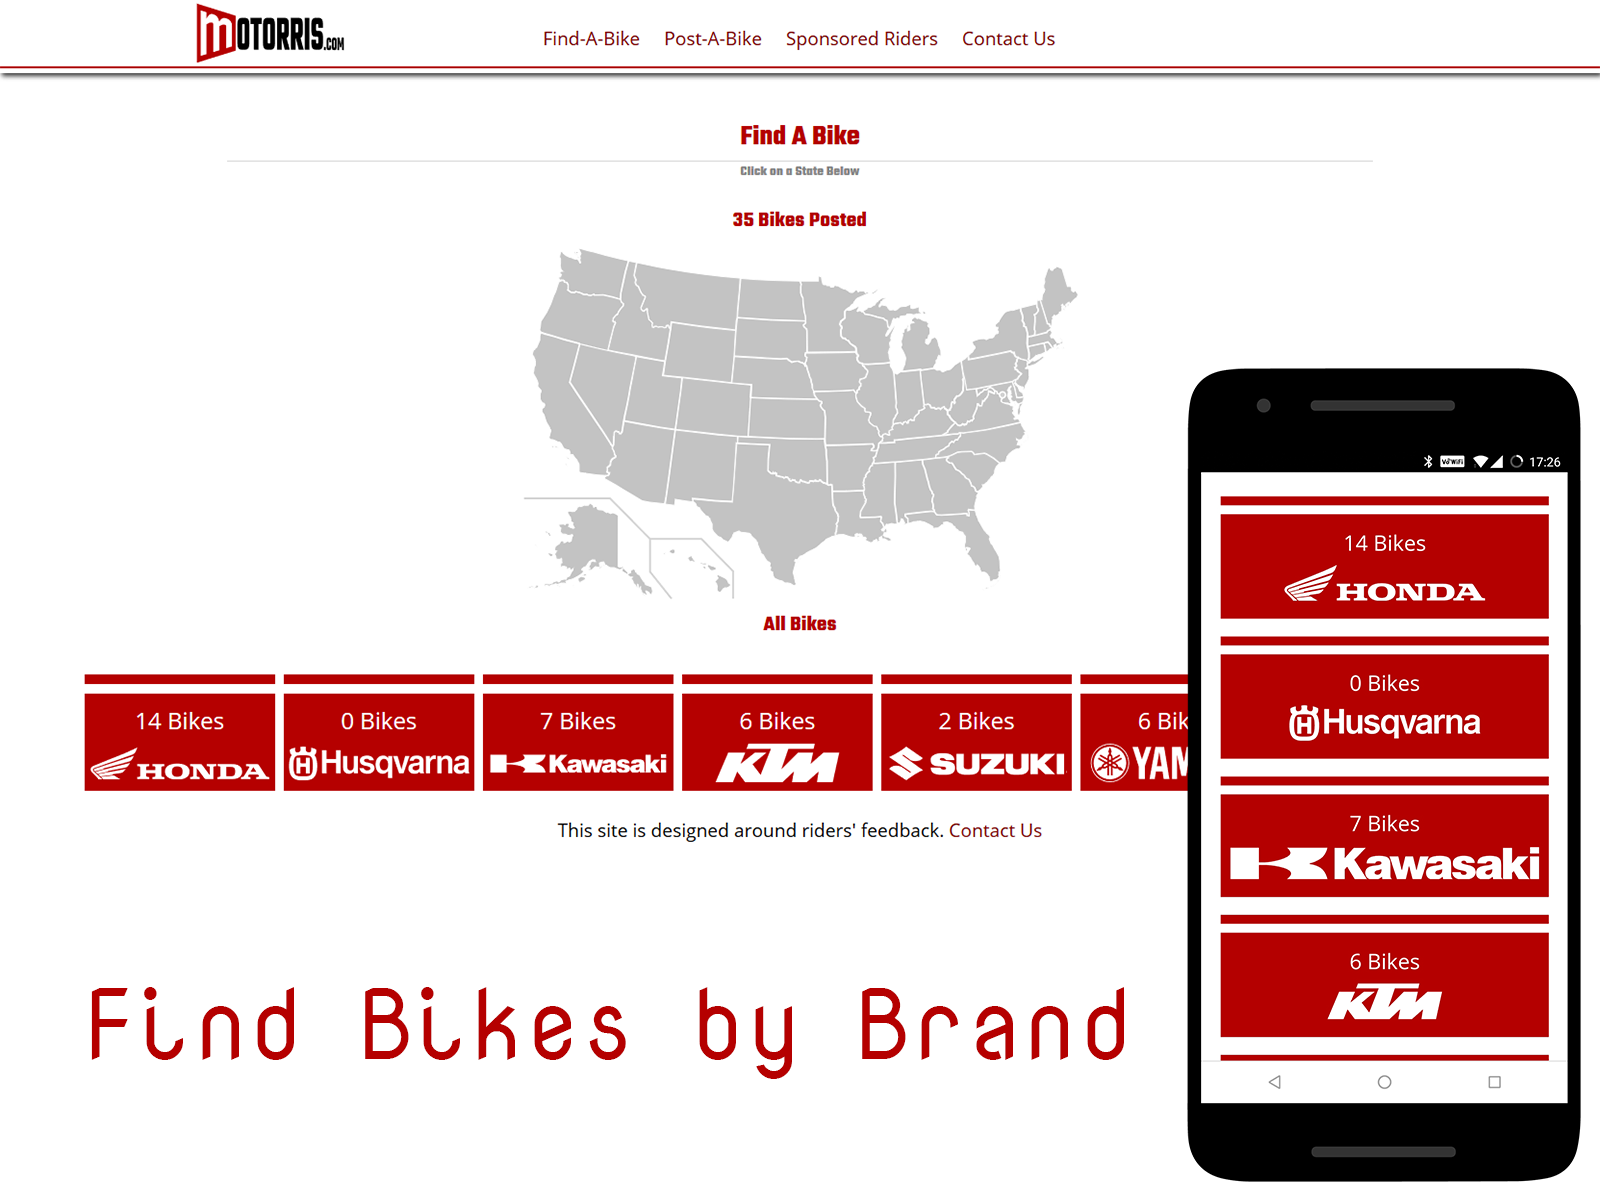 MOTORRIS.COM
Find-A-Bike Post-A-Bike Sponsored Riders Contact Us
Find A Bike
Click on a State Below
35 Bikes Posted
All Bikes
14 Bikes
HONDA
0 Bikes
Husqvarna
7 Bikes
Kawasaki
6 Bikes
KTM
2 Bikes
SUZUKI
6 Bik
YAM
This site is designed around riders' feedback. Contact Us
Find Bikes by Brand
VoWiFi 17:26
14 Bikes
HONDA
0 Bikes
Husqvarna
7 Bikes
Kawasaki
6 Bikes
KTM